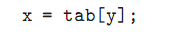 x = tab[y];